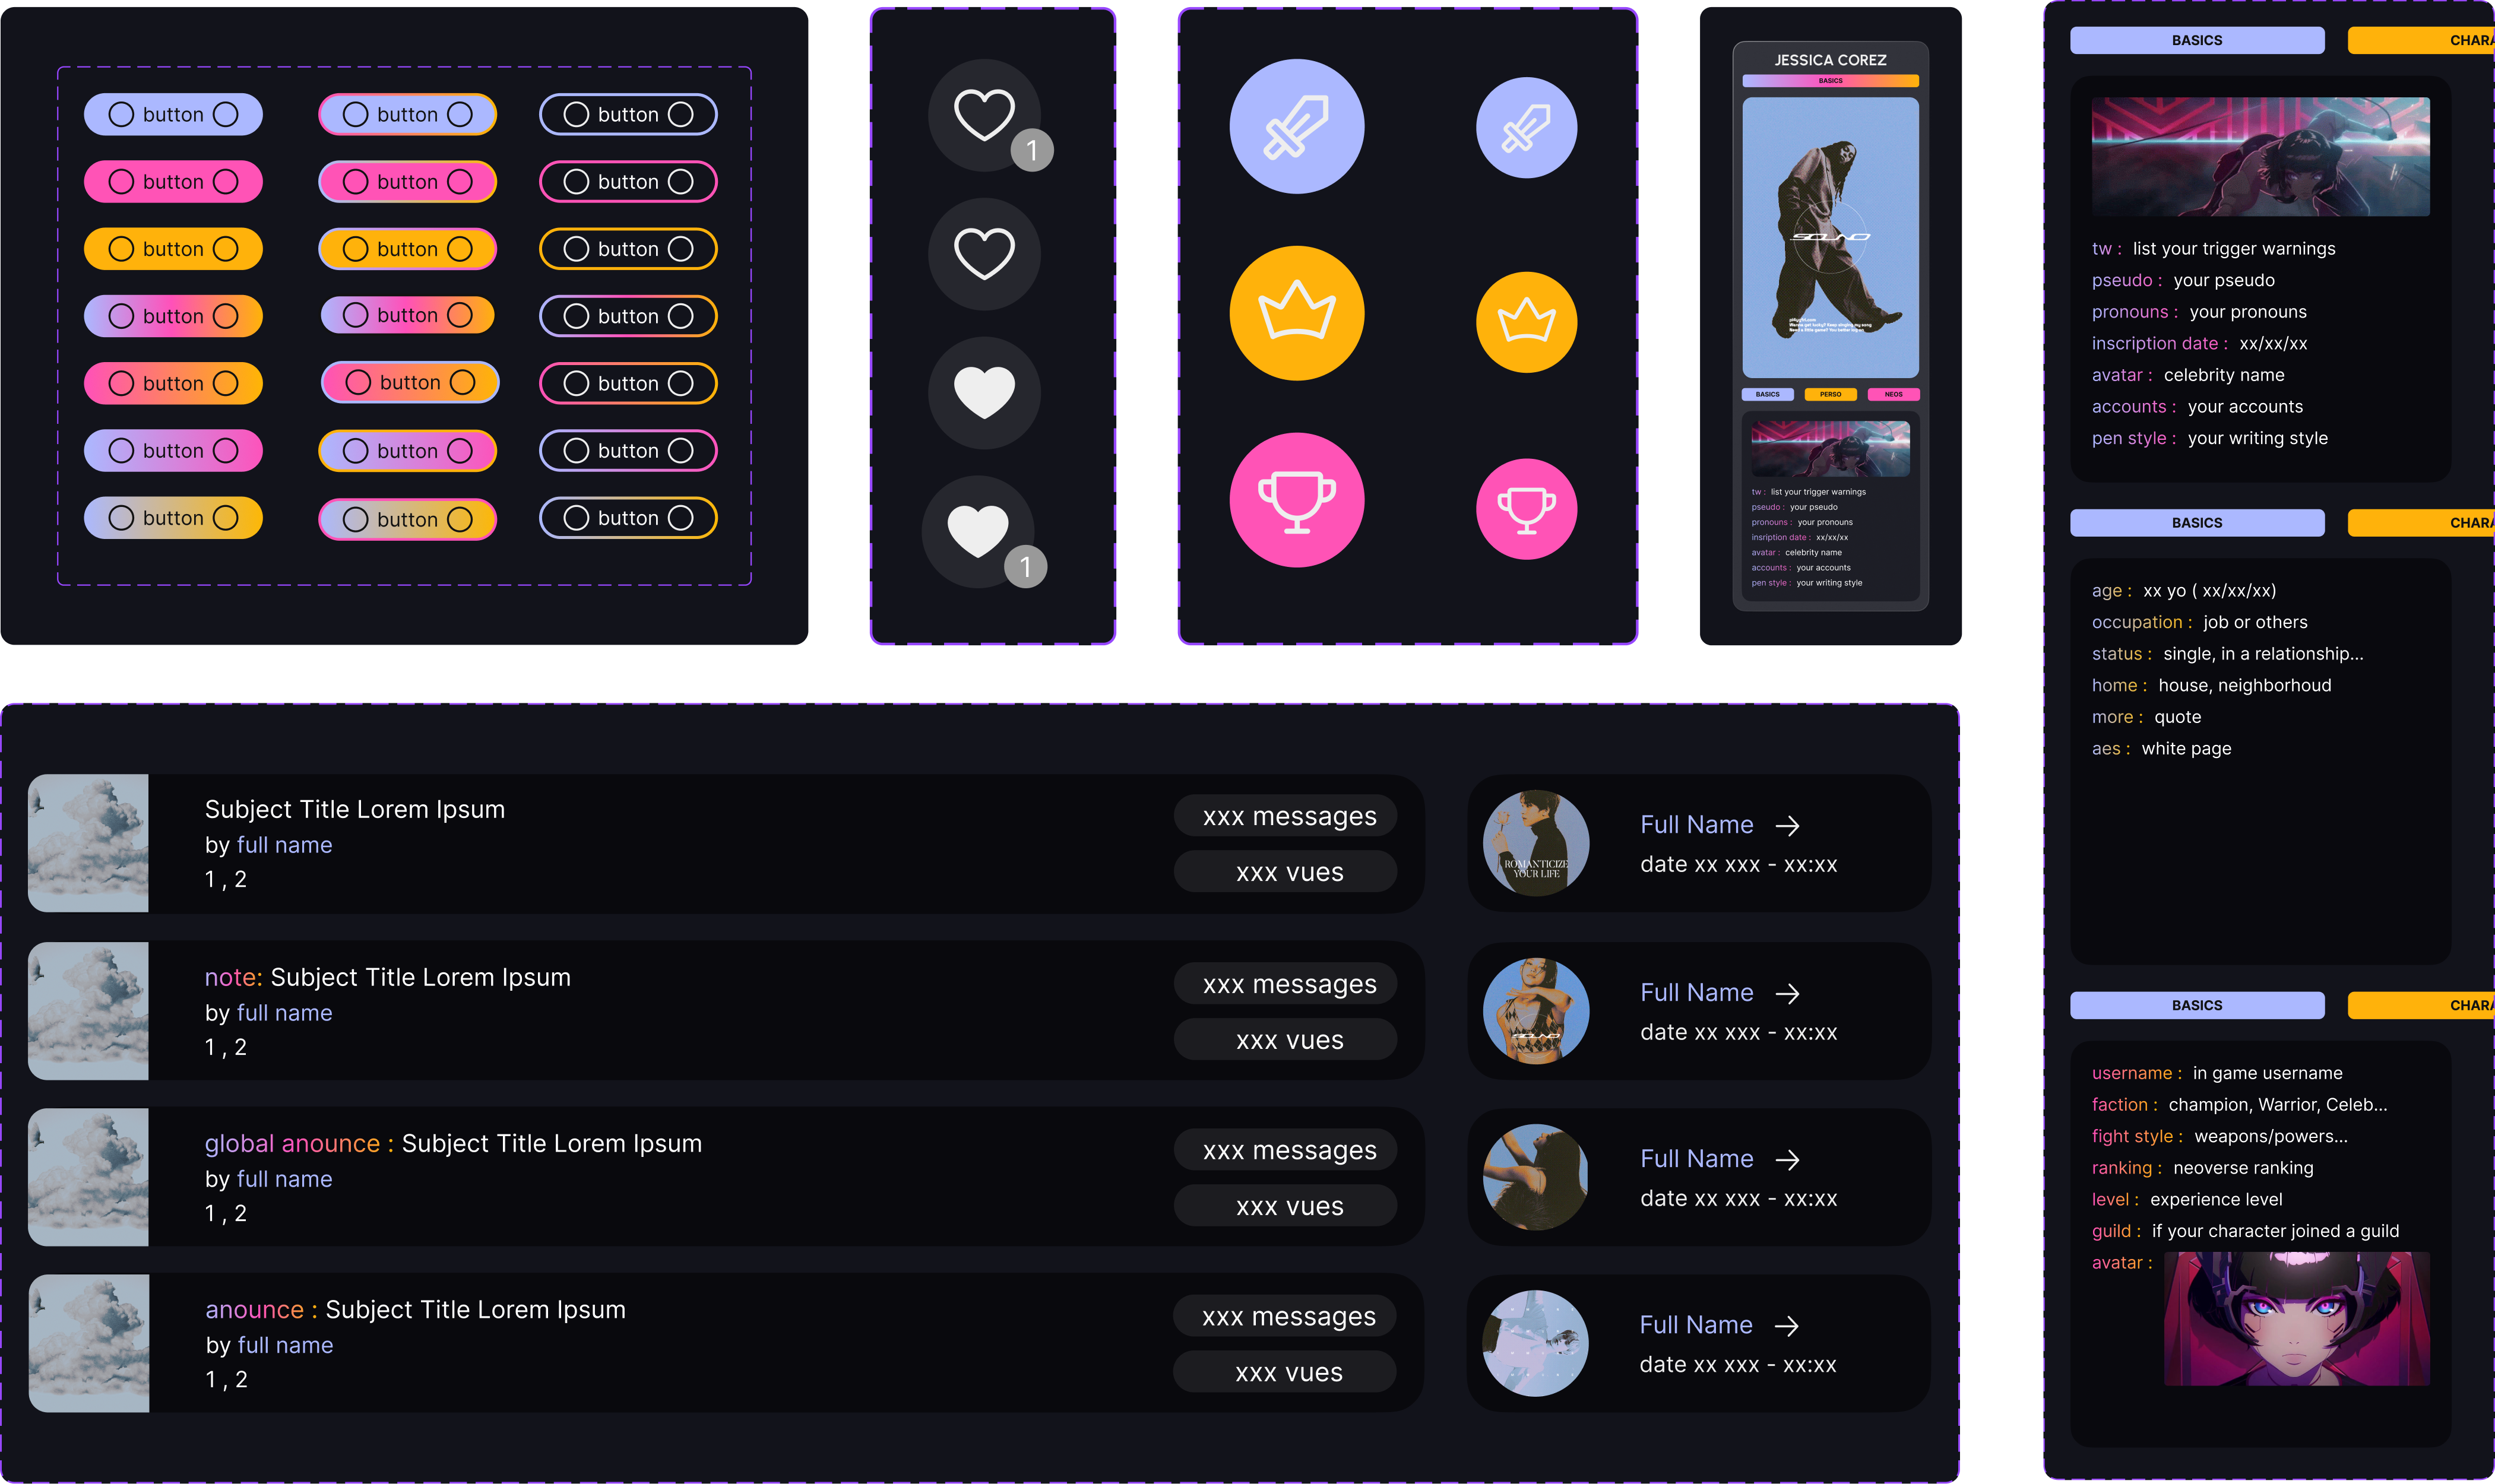 button button button
button button button
button button button
button button button
button button button
button button button
button button button
1
1
JESSICA COREZ
BASICS
BASICS PERSO NEOS
tw : list your trigger warnings
pseudo : your pseudo
pronouns : your pronouns
insription date : xx/xx/xx
avatar : celebrity name
accounts : your accounts
pen style : your writing style
BASICS CHARA
tw : list your trigger warnings
pseudo : your pseudo
pronouns : your pronouns
inscription date : xx/xx/xx
avatar : celebrity name
accounts : your accounts
pen style : your writing style
BASICS CHARA
age : xx yo ( xx/xx/xx)
occupation : job or others
status : single, in a relationship...
home : house, neighborhoud
more : quote
aes : white page
BASICS CHARA
username : in game username
faction : champion, Warrior, Celeb...
fight style : weapons/powers...
ranking : neoverse ranking
level : experience level
guild : if your character joined a guild
avatar :
Subject Title Lorem Ipsum
by full name
1 , 2
xxx messages
xxx vues
ROMANTICIZE
YOUR LIFE
Full Name
date xx xxx - xx:xx
note: Subject Title Lorem Ipsum
by full name
1 , 2
xxx messages
xxx vues
Full Name
date xx xxx - xx:xx
global anounce : Subject Title Lorem Ipsum
by full name
1 , 2
xxx messages
xxx vues
Full Name
date xx xxx - xx:xx
anounce : Subject Title Lorem Ipsum
by full name
1 , 2
xxx messages
xxx vues
Full Name
date xx xxx - xx:xx